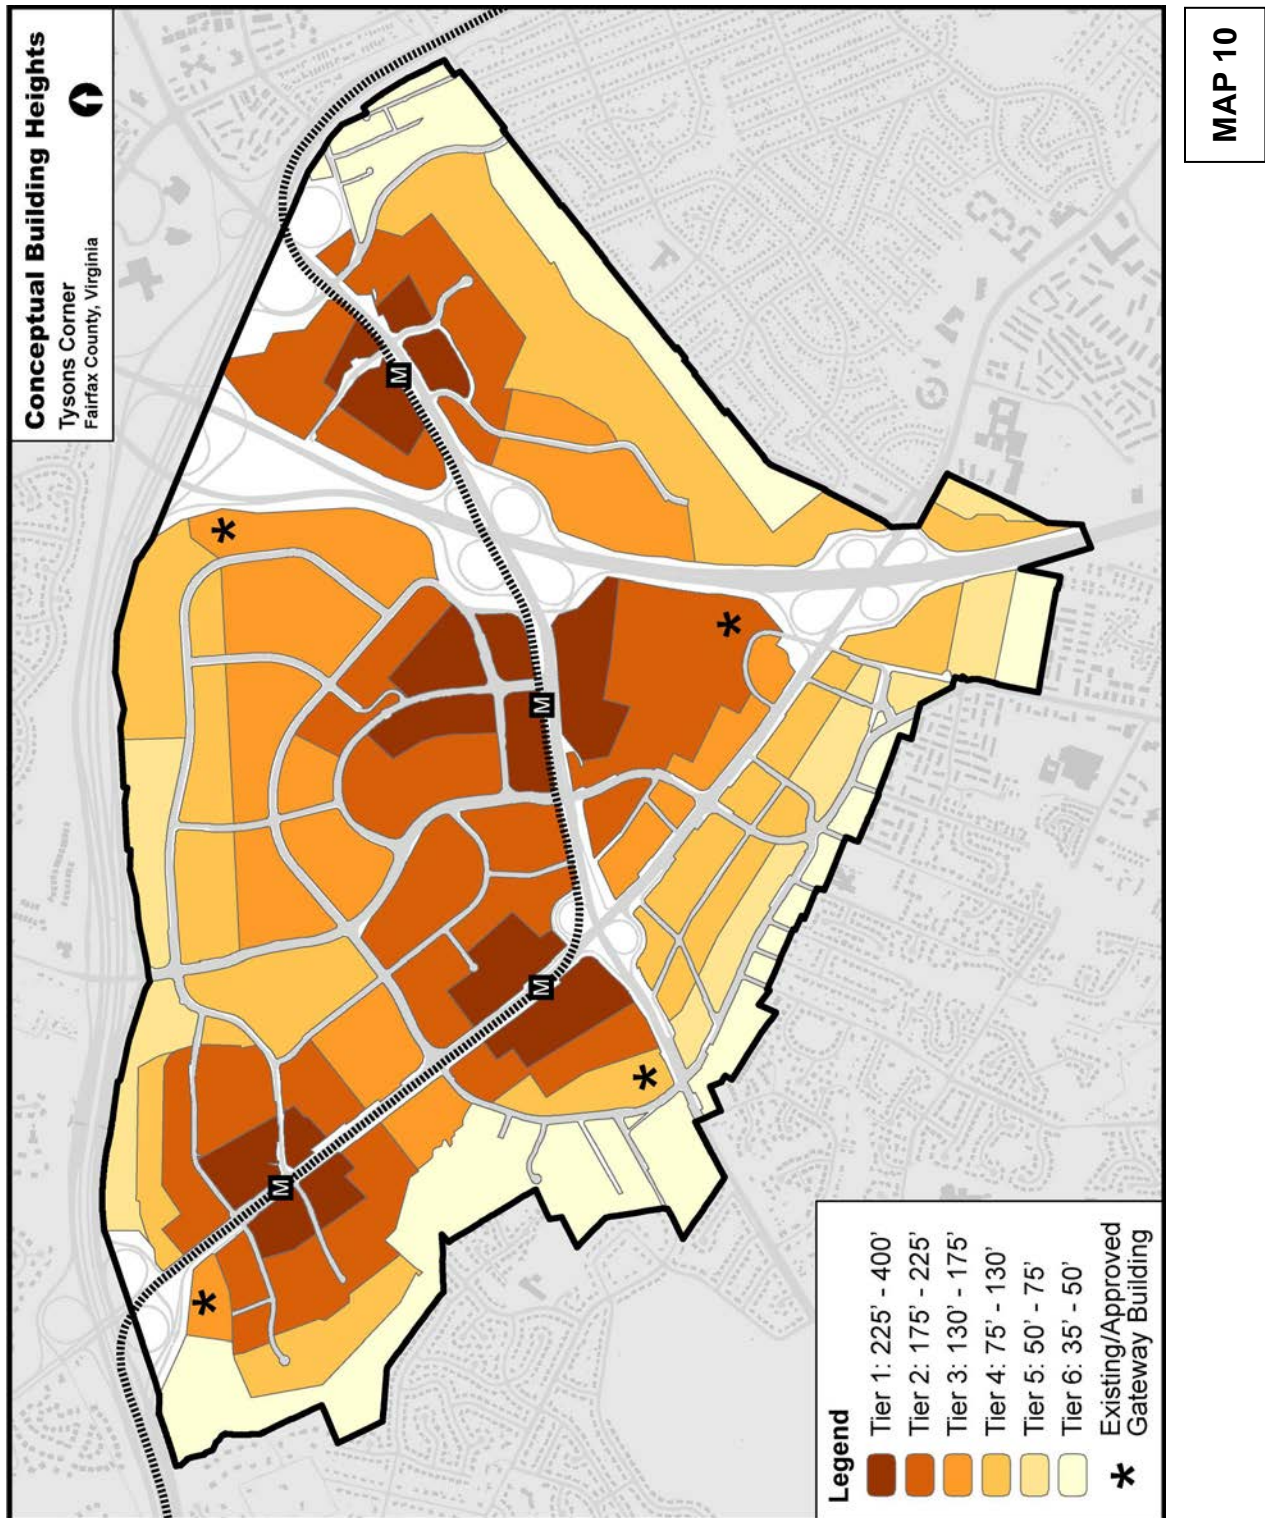 MAP 10
Conceptual Building Heights
Tysons Corner
Fairfax County, Virginia
M
M
M
M
Legend
Tier 1: 225' - 400'
Tier 2: 175' - 225'
Tier 3: 130' - 175'
Tier 4: 75' - 130'
Tier 5: 50' - 75'
Tier 6: 35' - 50'
Existing/Approved
Gateway Building